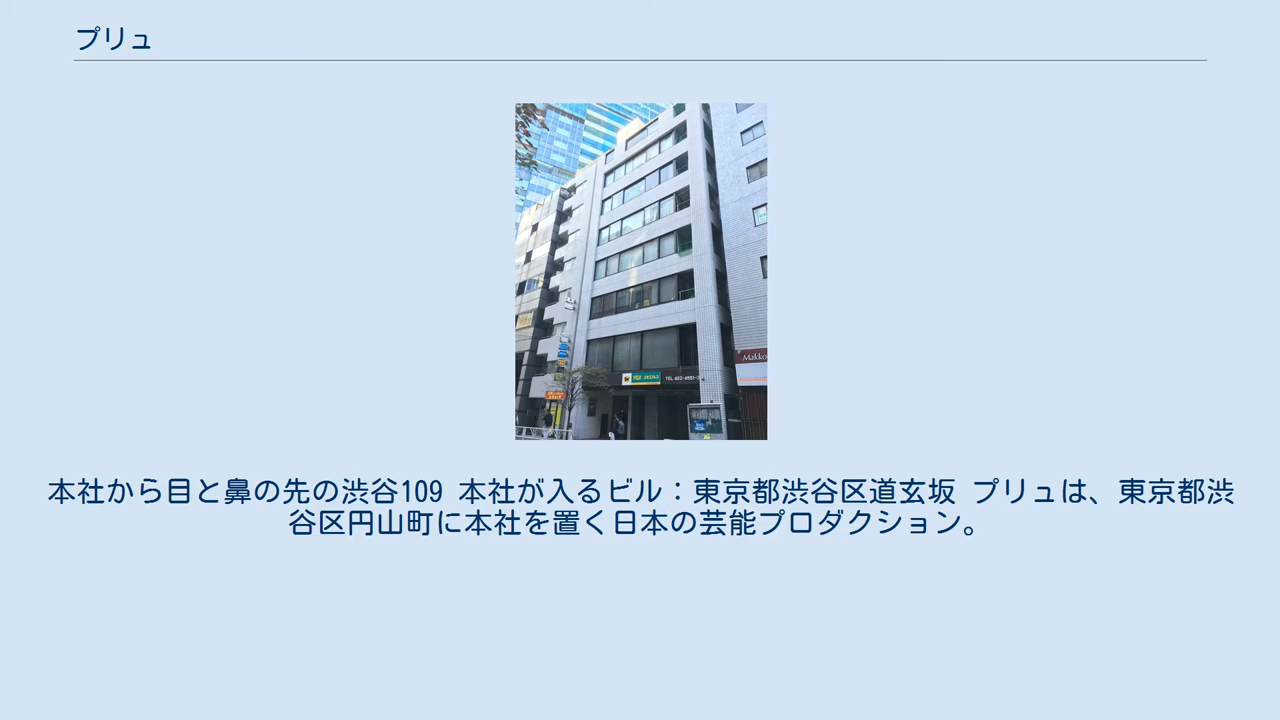 プリュ
Makko
本社から目と鼻の先の渋谷109 本社が入るビル：東京都渋谷区道玄坂 プリュは、東京都渋
谷区円山町に本社を置く日本の芸能プロダクション。